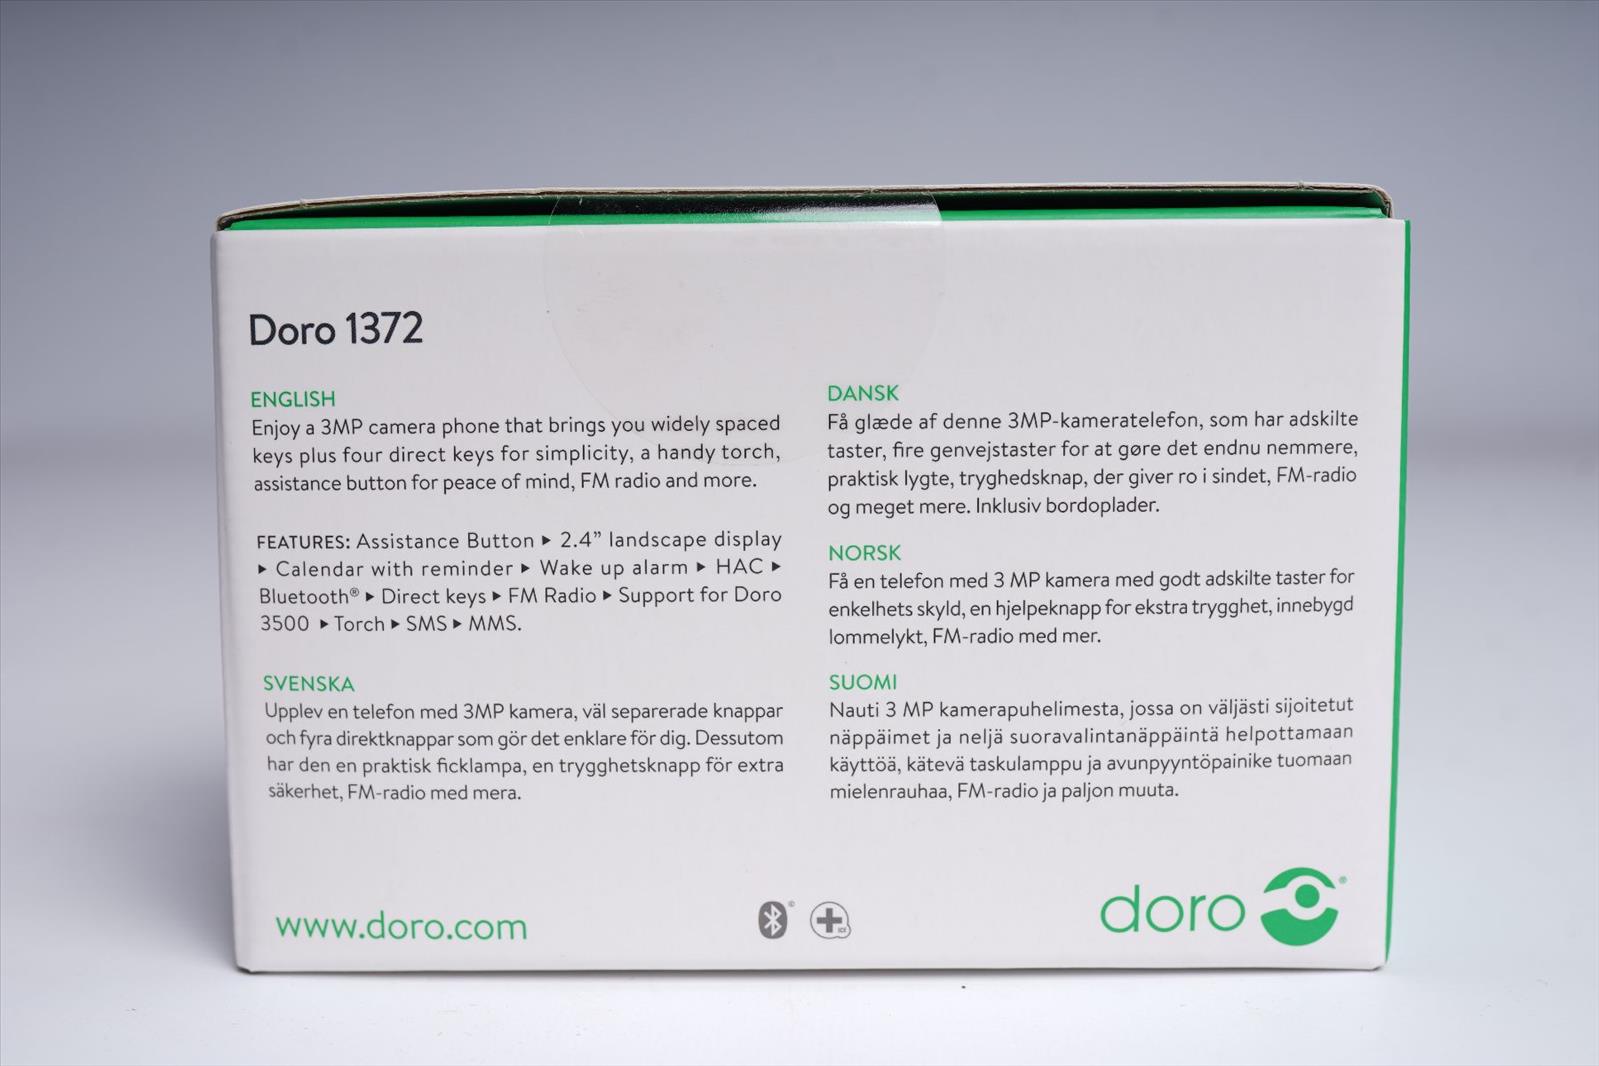 Doro 1372
ENGLISH
Enjoy a 3MP camera phone that brings you widely spaced
keys plus four direct keys for simplicity, a handy torch,
assistance button for peace of mind, FM radio and more.
FEATURES: Assistance Button ▸ 2.4” landscape display
▸ Calendar with reminder ▸ Wake up alarm ▸ HAC ▸
Bluetooth® ▸ Direct keys ▸ FM Radio ▸ Support for Doro
3500 ▸ Torch ▸ SMS ▸ MMS.
SVENSKA
Upplev en telefon med 3MP kamera, väl separerade knappar
och fyra direktknappar som gör det enklare för dig. Dessutom
har den en praktisk ficklampa, en trygghetsknapp för extra
säkerhet, FM-radio med mera.
DANSK
Få glæde af denne 3MP-kameratelefon, som har adskilte
taster, fire genvejstaster for at gøre det endnu nemmere,
praktisk lygte, tryghedsknap, der giver ro i sindet, FM-radio
og meget mere. Inklusiv bordoplader.
NORSK
Få en telefon med 3 MP kamera med godt adskilte taster for
enkelhets skyld, en hjelpeknapp for ekstra trygghet, innebygd
lommelykt, FM-radio med mer.
SUOMI
Nauti 3 MP kamerapuhelimesta, jossa on väljästi sijoitetut
näppäimet ja neljä suoravalintanäppäintä helpottamaan
käyttöä, kätevä taskulamppu ja avunpyyntöpainike tuomaan
mielenrauhaa, FM-radio ja paljon muuta.
www.doro.com
©
ICE
doro®